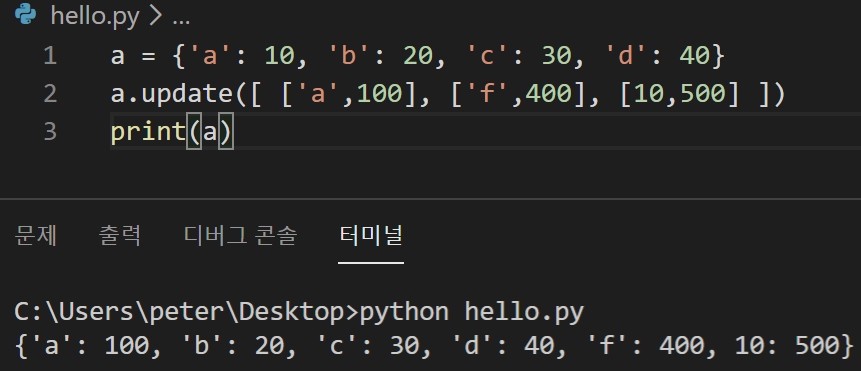 hello.py > ...
1 a = {'a': 10, 'b': 20, 'c': 30, 'd': 40}
2 a.update([ ['a',100], ['f',400], [10,500] ])
3 print(a)
문제 출력 디버그 콘솔 터미널
C:\Users\peter\Desktop>python hello.py
{'a': 100, 'b': 20, 'c': 30, 'd': 40, 'f': 400, 10: 500}